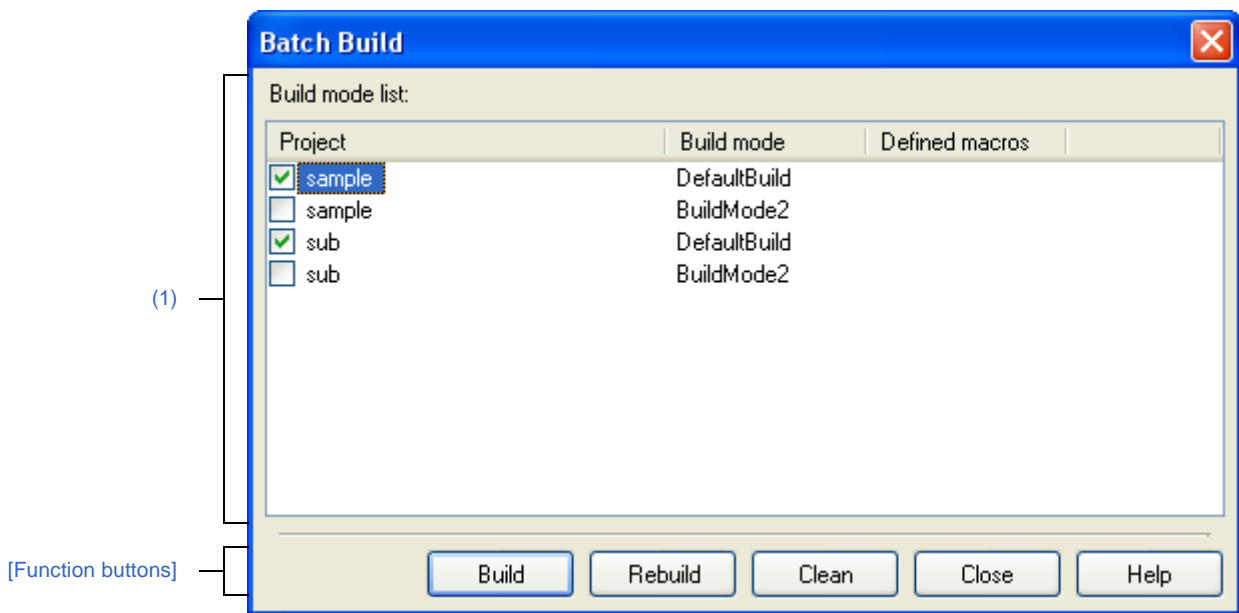 Batch Build
Build mode list:
Project Build mode Defined macros
sample DefaultBuild
sample BuildMode2
sub DefaultBuild
sub BuildMode2
(1)
[Function buttons]
Build Rebuild Clean Close Help